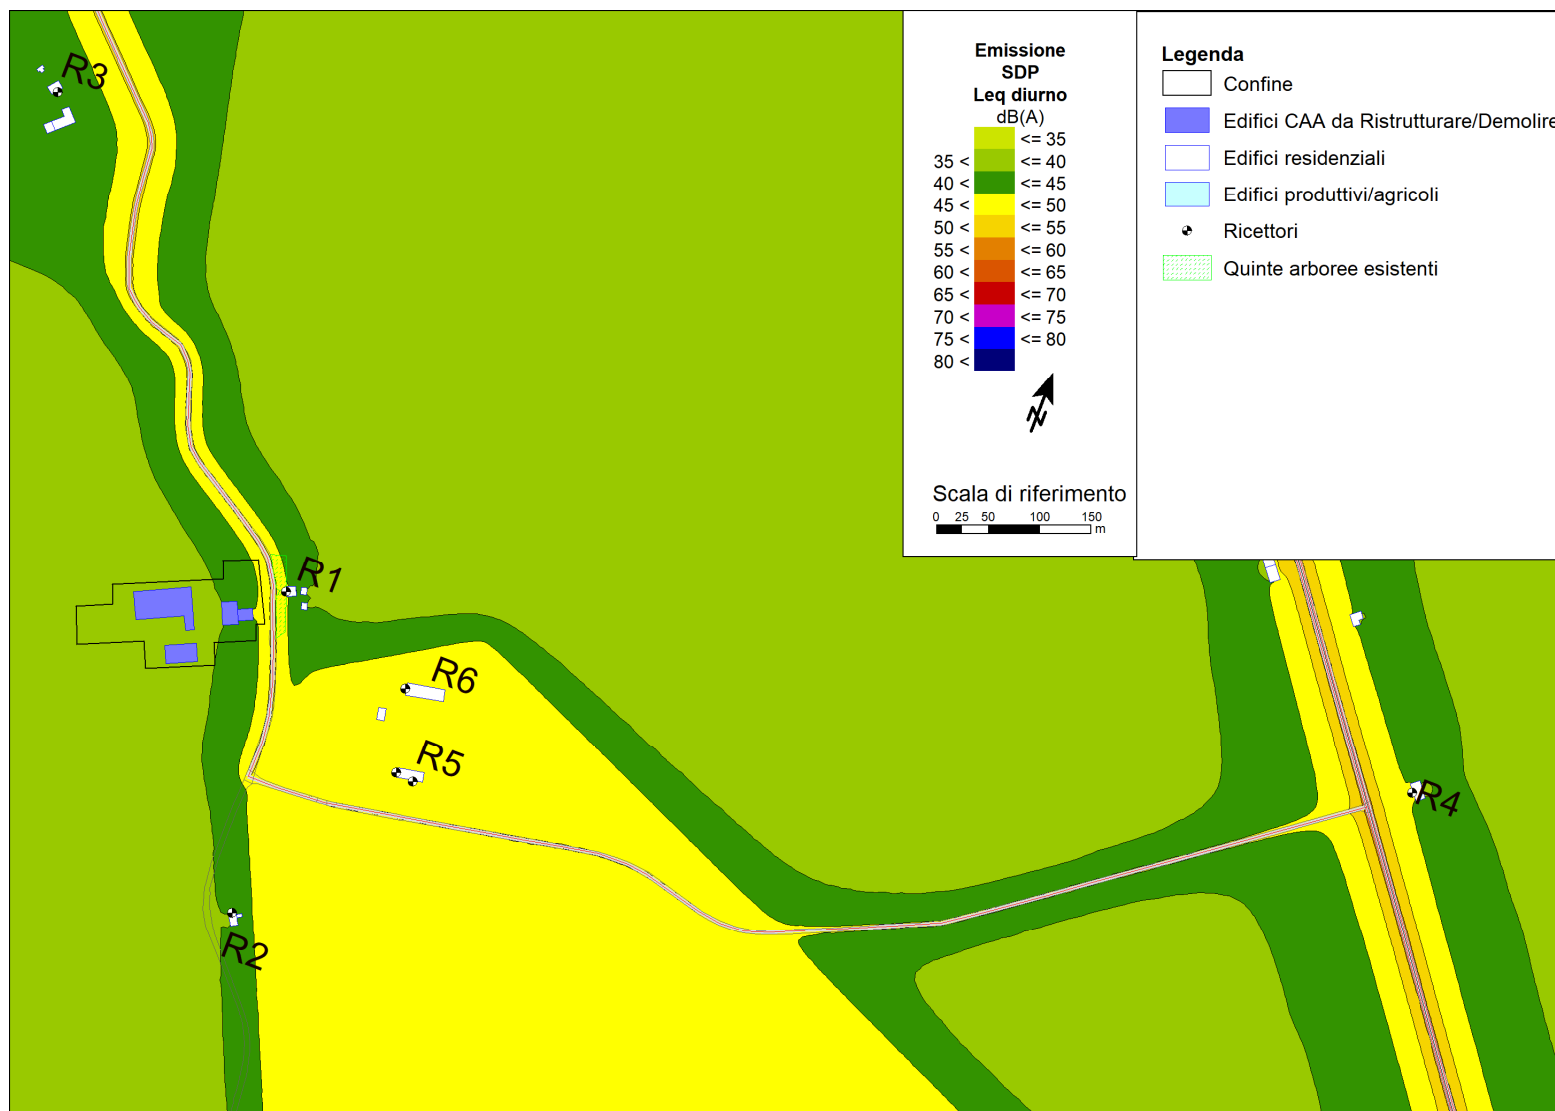 R3
R1
R6
R5
R2
R4
Emissione
SDP
Leq diurno
dB(A)
<= 35
35 < <= 40
40 < <= 45
45 < <= 50
50 < <= 55
55 < <= 60
60 < <= 65
65 < <= 70
70 < <= 75
75 < <= 80
80 <
N
Scala di riferimento
0 25 50 100 150
m
Legenda
Confine
Edifici CAA da Ristrutturare/Demolire
Edifici residenziali
Edifici produttivi/agricoli
Ricettori
Quinte arboree esistenti